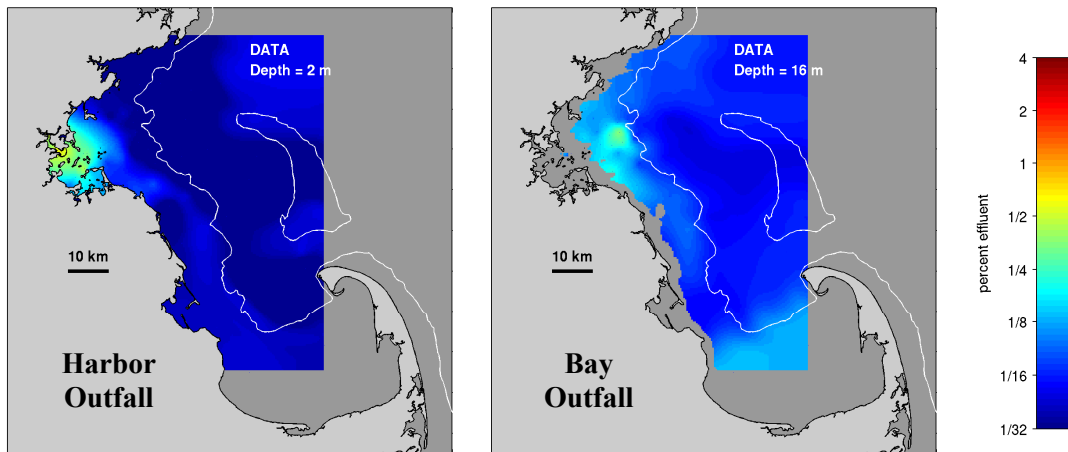 DATA
Depth = 2 m
10 km
Harbor
Outfall
DATA
Depth = 16 m
10 km
Bay
Outfall
percent effluent
4
2
1
1/2
1/4
1/8
1/16
1/32